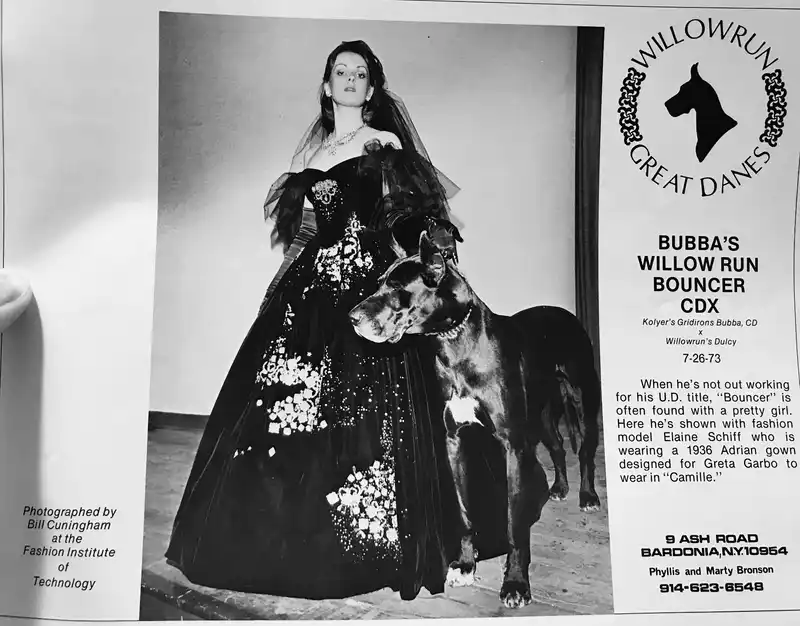 WILLOWRUN
GREAT DANES
BUBBA'S
WILLOW RUN
BOUNCER
CDX
Kolyer's Gridirons Bubba, CD
x
Willowrun's Dulcy
7-26-73
When he's not out working
for his U.D. title, "Bouncer" is
often found with a pretty girl.
Here he's shown with fashion
model Elaine Schiff who is
wearing a 1936 Adrian gown
designed for Greta Garbo to
wear in "Camille."
9 ASH ROAD
BARDONIA,N.Y.10954
Phyllis and Marty Bronson
914-623-6548
Photographed by
Bill Cuningham
at the
Fashion Institute
of
Technology